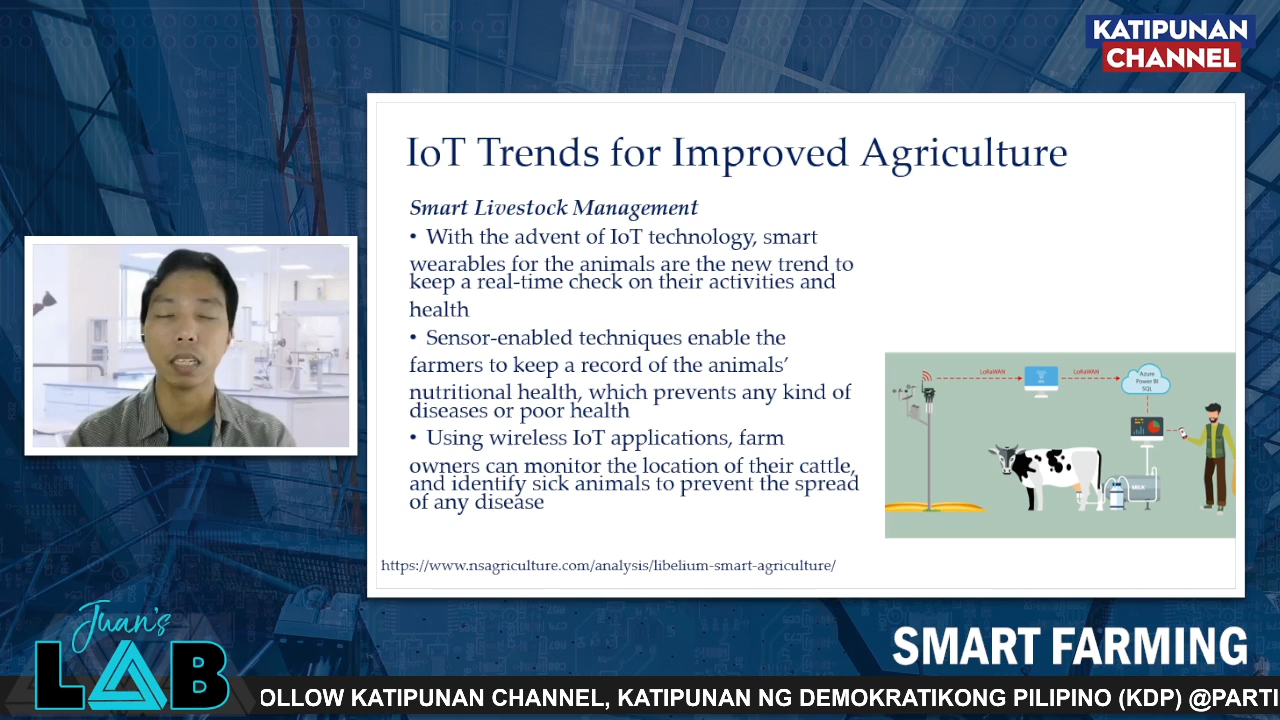 KATIPUNAN
CHANNEL
IoT Trends for Improved Agriculture
Smart Livestock Management
• With the advent of IoT technology, smart
wearables for the animals are the new trend to
keep a real-time check on their activities and
health
• Sensor-enabled techniques enable the
farmers to keep a record of the animals’
nutritional health, which prevents any kind of
diseases or poor health
• Using wireless IoT applications, farm
owners can monitor the location of their cattle,
and identify sick animals to prevent the spread
of any disease
LoRaWAN
LoRaWAN
Azure
Power BI
SQL
MILK
https://www.nsagriculture.com/analysis/libelium-smart-agriculture/
Juan's
LAB
SMART FARMING
OLLOW KATIPUNAN CHANNEL, KATIPUNAN NG DEMOKRATIKONG PILIPINO (KDP) @PARTI